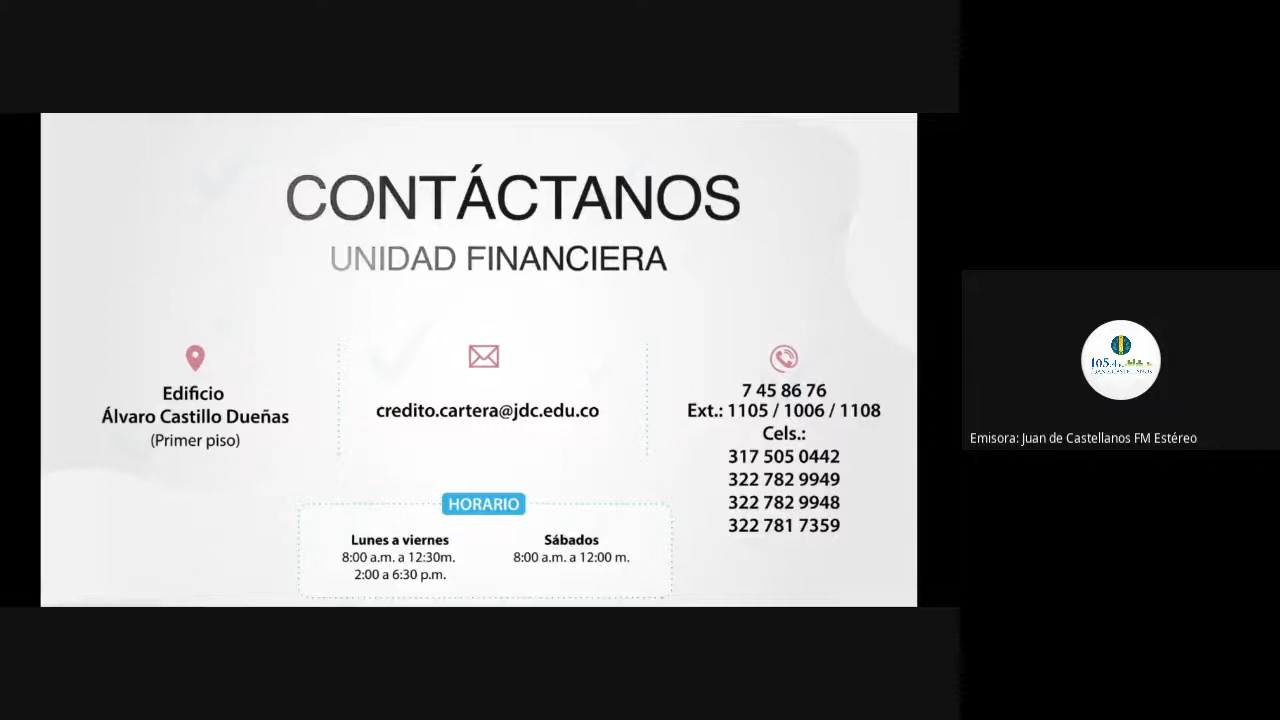 CONTÁCTANOS
UNIDAD FINANCIERA
Edificio
Álvaro Castillo Dueñas
(Primer piso)
credito.cartera@jdc.edu.co
7 45 86 76
Ext.: 1105 / 1006 / 1108
Cels.:
317 505 0442
322 782 9949
322 782 9948
322 781 7359
HORARIO
Lunes a viernes
8:00 a.m. a 12:30m.
2:00 a 6:30 p.m.
Sábados
8:00 a.m. a 12:00 m.
105.
Emisora: Juan de Castellanos FM Estéreo